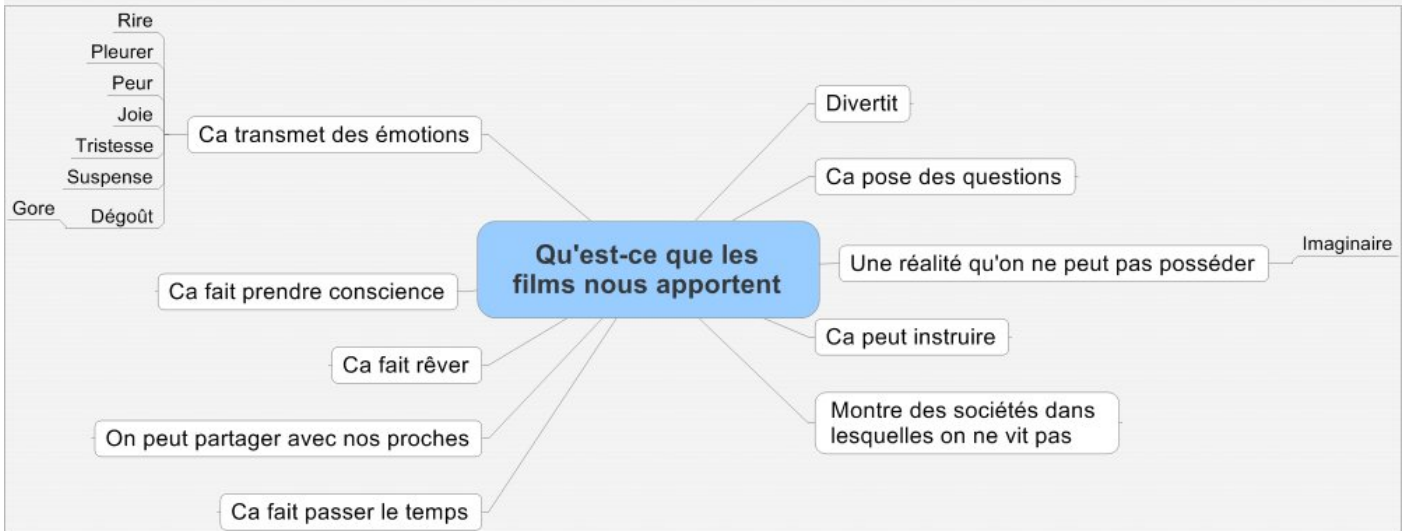 Rire
Pleurer
Peur
Joie
Tristesse
Suspense
Gore
Dégoût
Ca transmet des émotions
Ca fait prendre conscience
Ca fait rêver
On peut partager avec nos proches
Ca fait passer le temps
Qu'est-ce que les
films nous apportent
Divertit
Ca pose des questions
Une réalité qu'on ne peut pas posséder
Imaginaire
Ca peut instruire
Montre des sociétés dans
lesquelles on ne vit pas